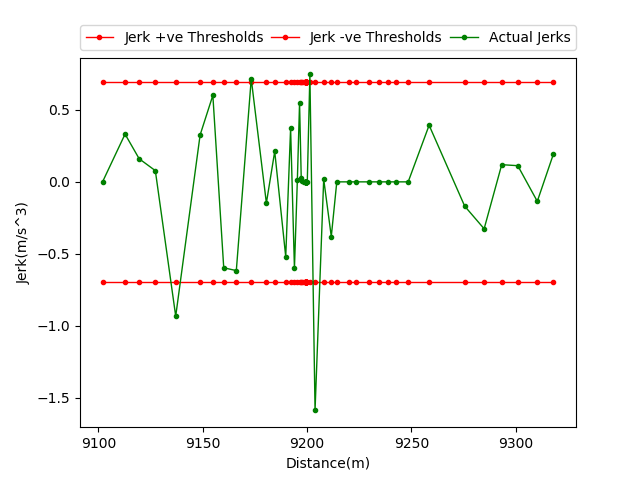 Jerk +ve Thresholds Jerk -ve Thresholds Actual Jerks
0.5
0.0
−0.5
−1.0
−1.5
Jerk(m/s^3)
9100 9150 9200 9250 9300
Distance(m)